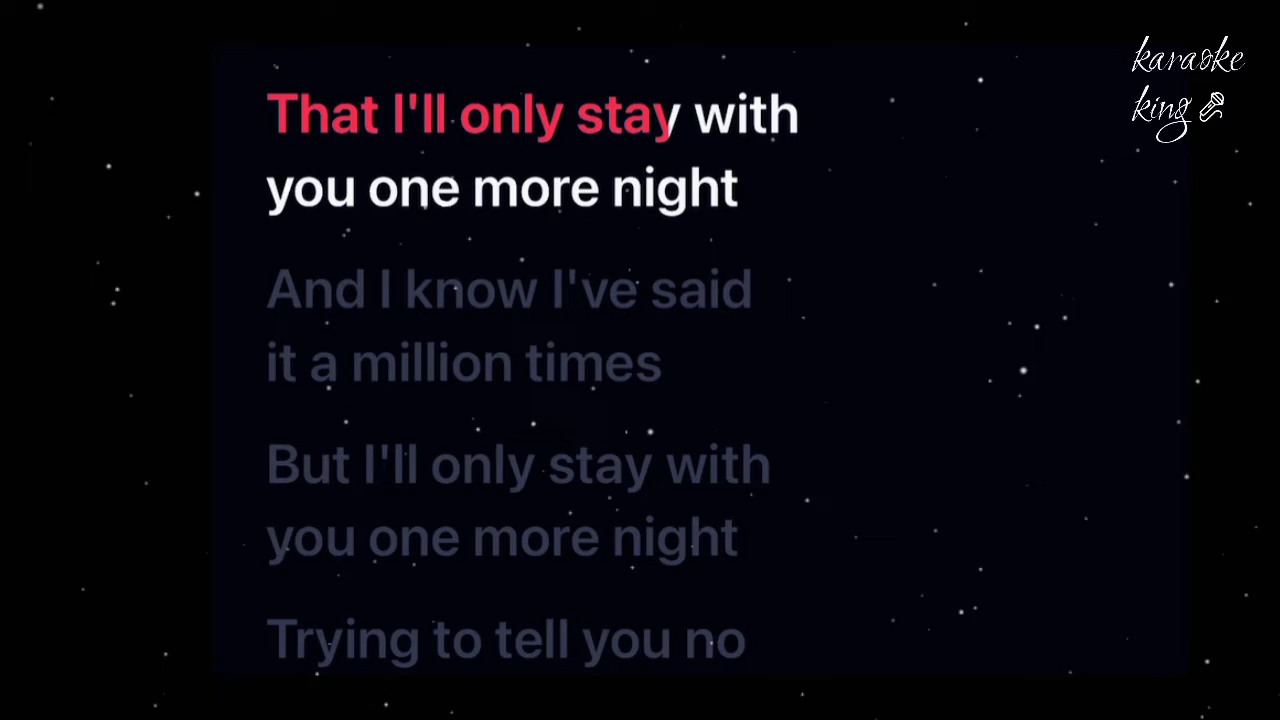 karaoke
king
That I'll only stay with
you one more night
And I know I've said
it a million times
But I'll only stay with
you one more night
Trying to tell you no